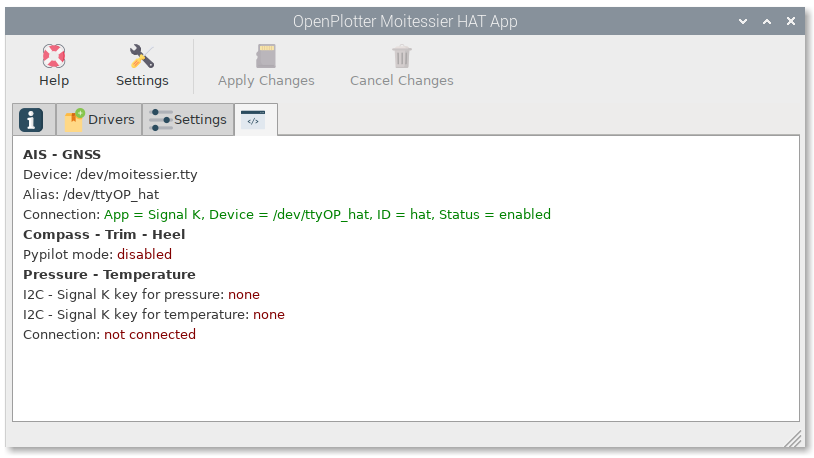 OpenPlotter Moitessier HAT App
Help Settings Apply Changes Cancel Changes
Drivers Settings
AIS - GNSS
Device: /dev/moitessier.tty
Alias: /dev/ttyOP_hat
Connection: App = Signal K, Device = /dev/ttyOP_hat, ID = hat, Status = enabled
Compass - Trim - Heel
Pypilot mode: disabled
Pressure - Temperature
I2C - Signal K key for pressure: none
I2C - Signal K key for temperature: none
Connection: not connected